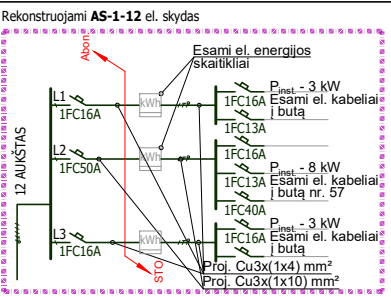 Rekonstruojami AS-1-12 el. skydas
Abon
Esami el. energijos
skaitikliai
L1
1FC16A
kWh
1FC16A
1FC13A
P inst. - 3 kW
Esami el. kabeliai
į butą
12 AUKŠTAS
L2
1FC50A
kWh
1FC16A
1FC13A
1FC40A
P inst. - 8 kW
Esami el. kabeliai
į butą nr. 57
L3
1FC16A
kWh
1FC16A
P inst. - 3 kW
Esami el. kabeliai
į butą
STO
Proj. Cu3x(1x4) mm²
Proj. Cu3x(1x10) mm²